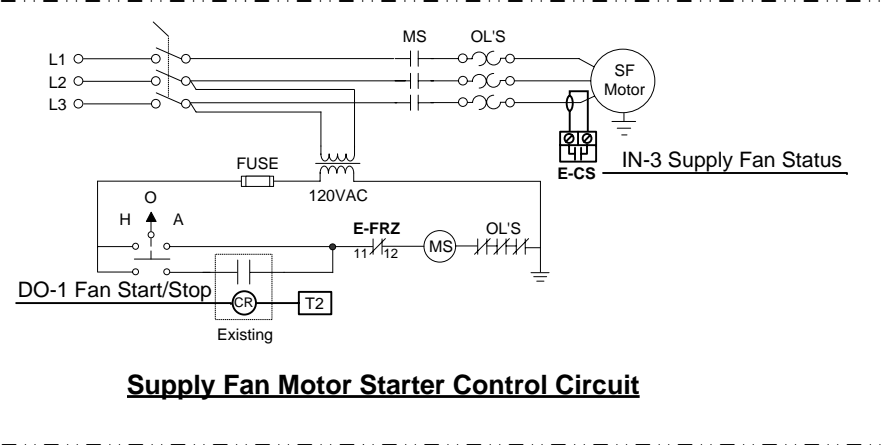 MS OL'S
L1
L2
L3
SF
Motor
FUSE
120VAC
E-CS
IN-3 Supply Fan Status
O
H A
E-FRZ
11 12
MS
OL'S
DO-1 Fan Start/Stop
CR
T2
Existing
Supply Fan Motor Starter Control Circuit